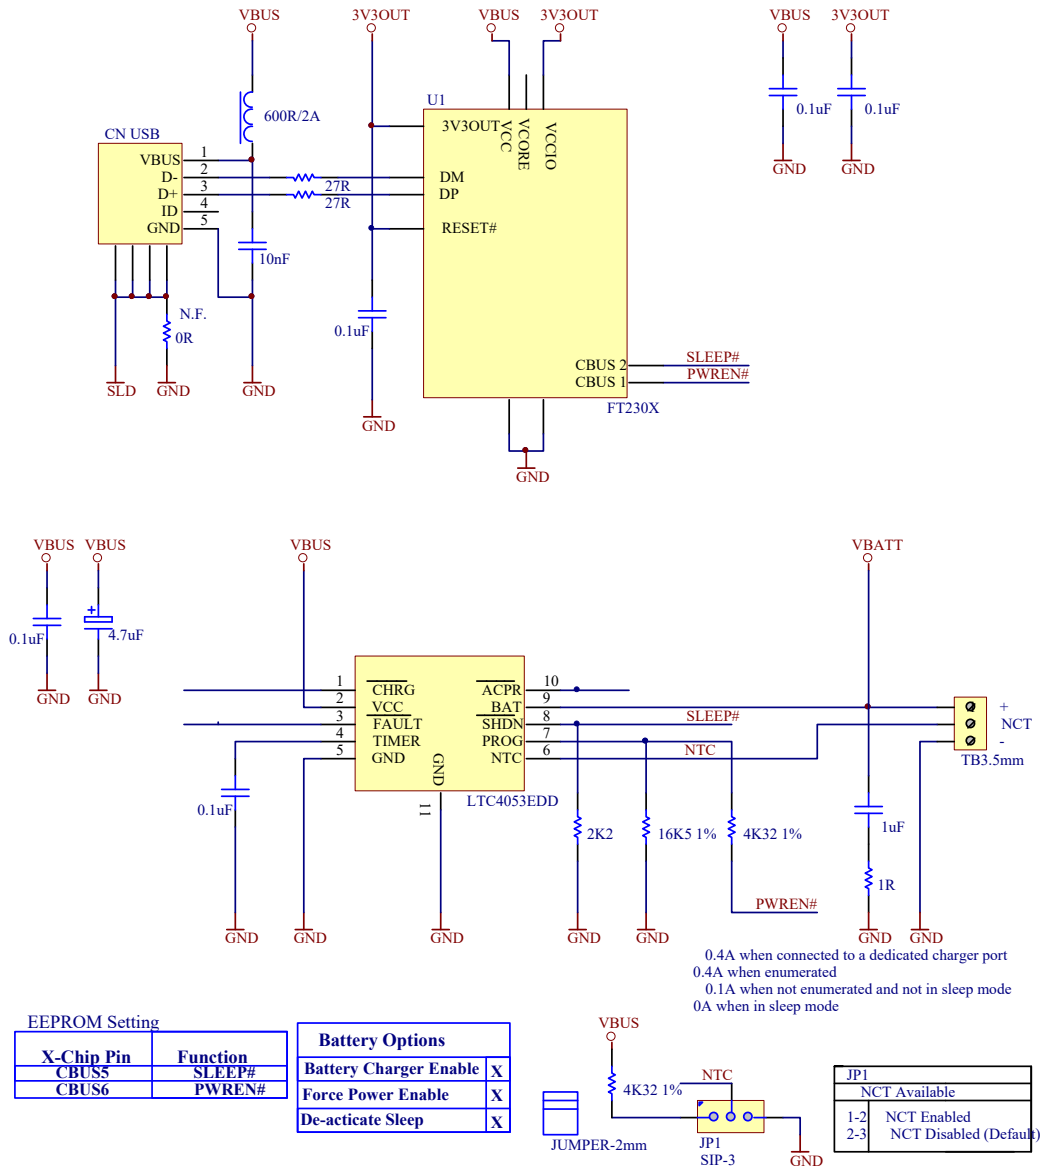 VBUS
3V3OUT
VBUS
3V3OUT
VBUS
3V3OUT
600R/2A
U1
0.1uF
0.1uF
GND
GND
CN USB
VBUS 1
D- 2
D+ 3
ID 4
GND 5
27R
27R
10nF
3V3OUT
VCC
VCORE
VCCIO
DM
DP
RESET#
N.F.
0R
0.1uF
SLD
GND
GND
GND
CBUS 2
SLEEP#
CBUS 1
PWREN#
FT230X
GND
VBUS
VBUS
VBUS
VBATT
0.1uF
4.7uF
GND
GND
1 CHRG
2 VCC
3 FAULT
4 TIMER
5 GND
GND
11
ACPR 10
BAT 9
SHDN 8
PROG 7
NTC 6
SLEEP#
NTC
LTC4053EDD
+
NCT
-
TB3.5mm
0.1uF
2K2
16K5 1%
4K32 1%
1uF
1R
PWREN#
GND
GND
GND
GND
GND
GND
GND
0.4A when connected to a dedicated charger port
0.4A when enumerated
0.1A when not enumerated and not in sleep mode
0A when in sleep mode
EEPROM Setting
X-Chip Pin Function
CBUS5 SLEEP#
CBUS6 PWREN#
Battery Options
Battery Charger Enable X
Force Power Enable X
De-acticate Sleep X
JUMPER-2mm
VBUS
4K32 1%
NTC
JP1
SIP-3
GND
JP1
NCT Available
1-2 NCT Enabled
2-3 NCT Disabled (Default)